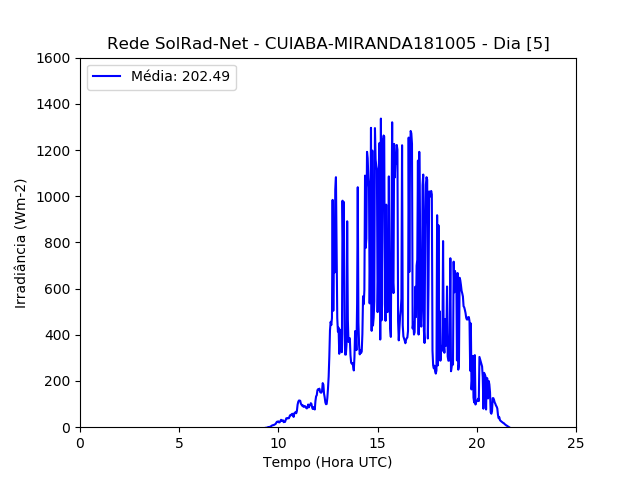 Rede SolRad-Net - CUIABA-MIRANDA181005 - Dia [5]
Média: 202.49
1600
1400
1200
1000
800
600
400
200
0
0 5 10 15 20 25
Irradiância (Wm-2)
Tempo (Hora UTC)